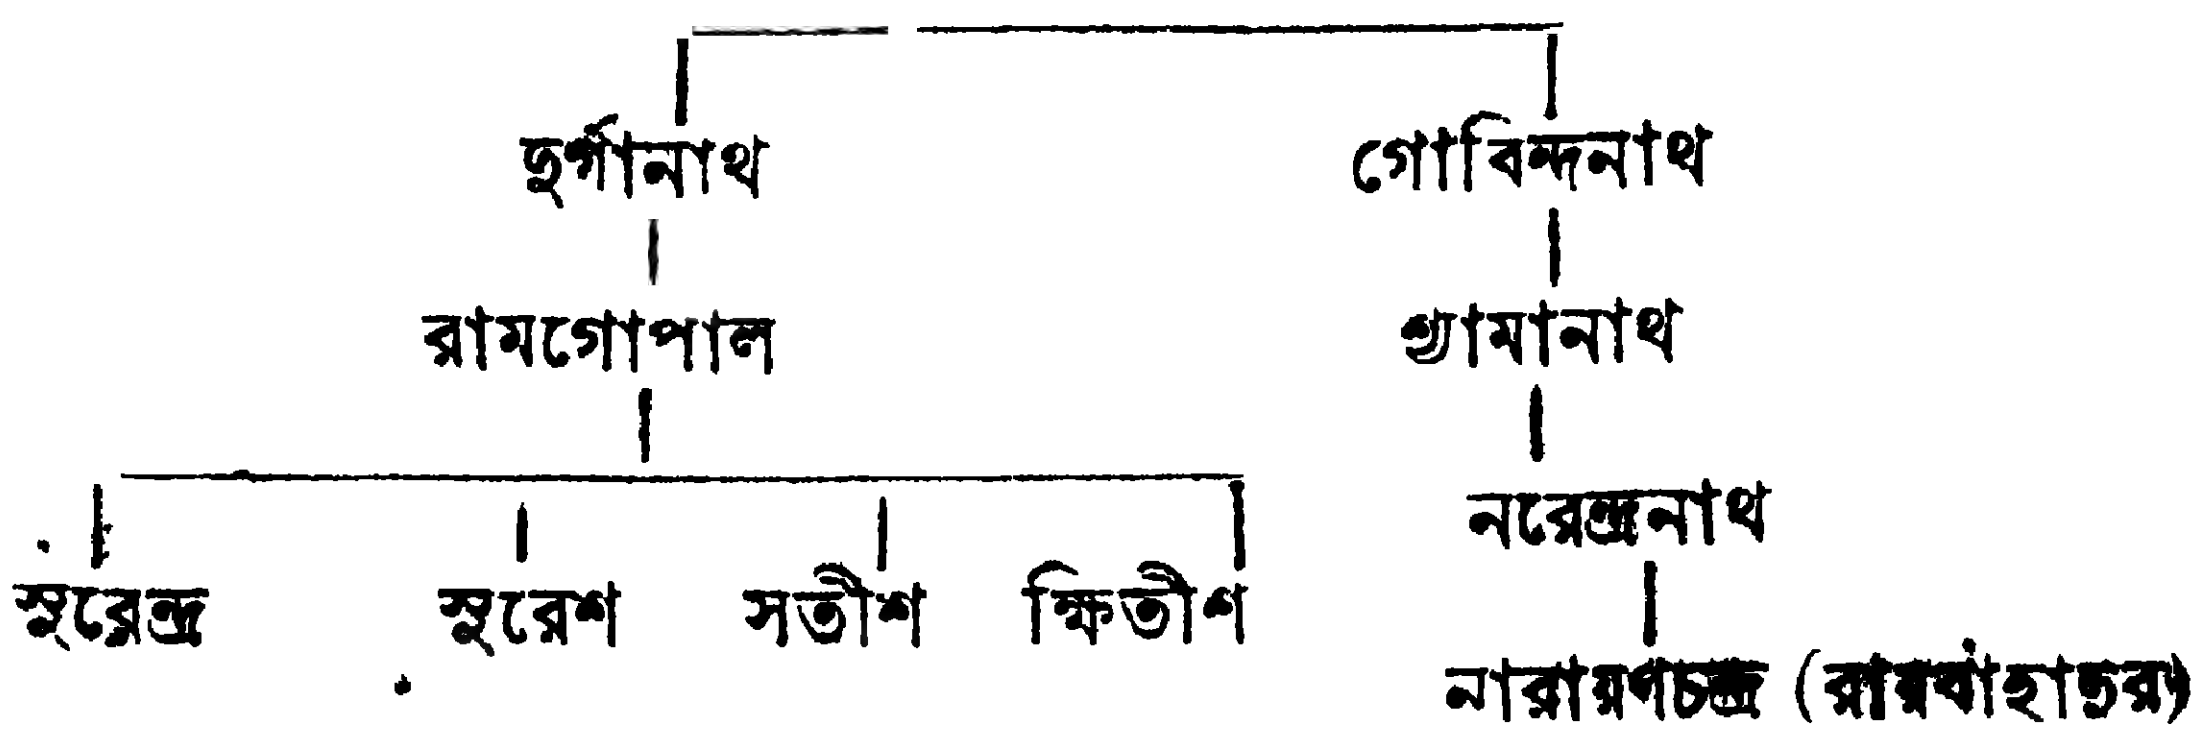 দুর্গানাথ গোবিন্দনাথ
রামগোপাল শ্যামানাথ
নরেন্দ্রনাথ
সুরেন্দ্র সুরেশ সতীশ ক্ষিতীশ
নারায়ণচন্দ্র (রায়বাহাদুর)